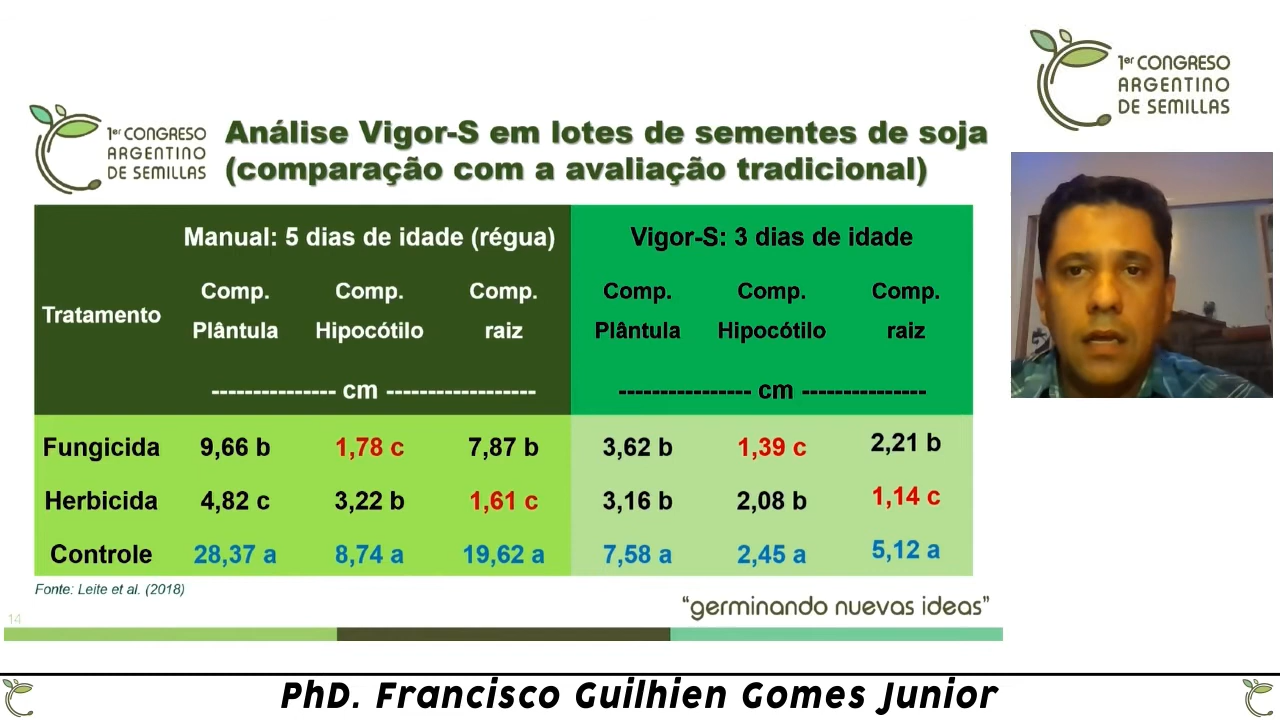 1er CONGRESO
ARGENTINO
DE SEMILLAS
1er CONGRESO
ARGENTINO
DE SEMILLAS
Análise Vigor-S em lotes de sementes de soja
(comparação com a avaliação tradicional)
Manual: 5 dias de idade (régua) Vigor-S: 3 dias de idade
Tratamento
Comp. Comp. Comp. Comp. Comp. Comp.
Plântula Hipocótilo raiz Plântula Hipocótilo raiz
--------------- cm ------------------ ---------------- cm ---------------
Fungicida 9,66 b 1,78 c 7,87 b 3,62 b 1,39 c 2,21 b
Herbicida 4,82 c 3,22 b 1,61 c 3,16 b 2,08 b 1,14 c
Controle 28,37 a 8,74 a 19,62 a 7,58 a 2,45 a 5,12 a
Fonte: Leite et al. (2018)
"germinando nuevas ideas"
14
PhD. Francisco Guilhien Gomes Junior